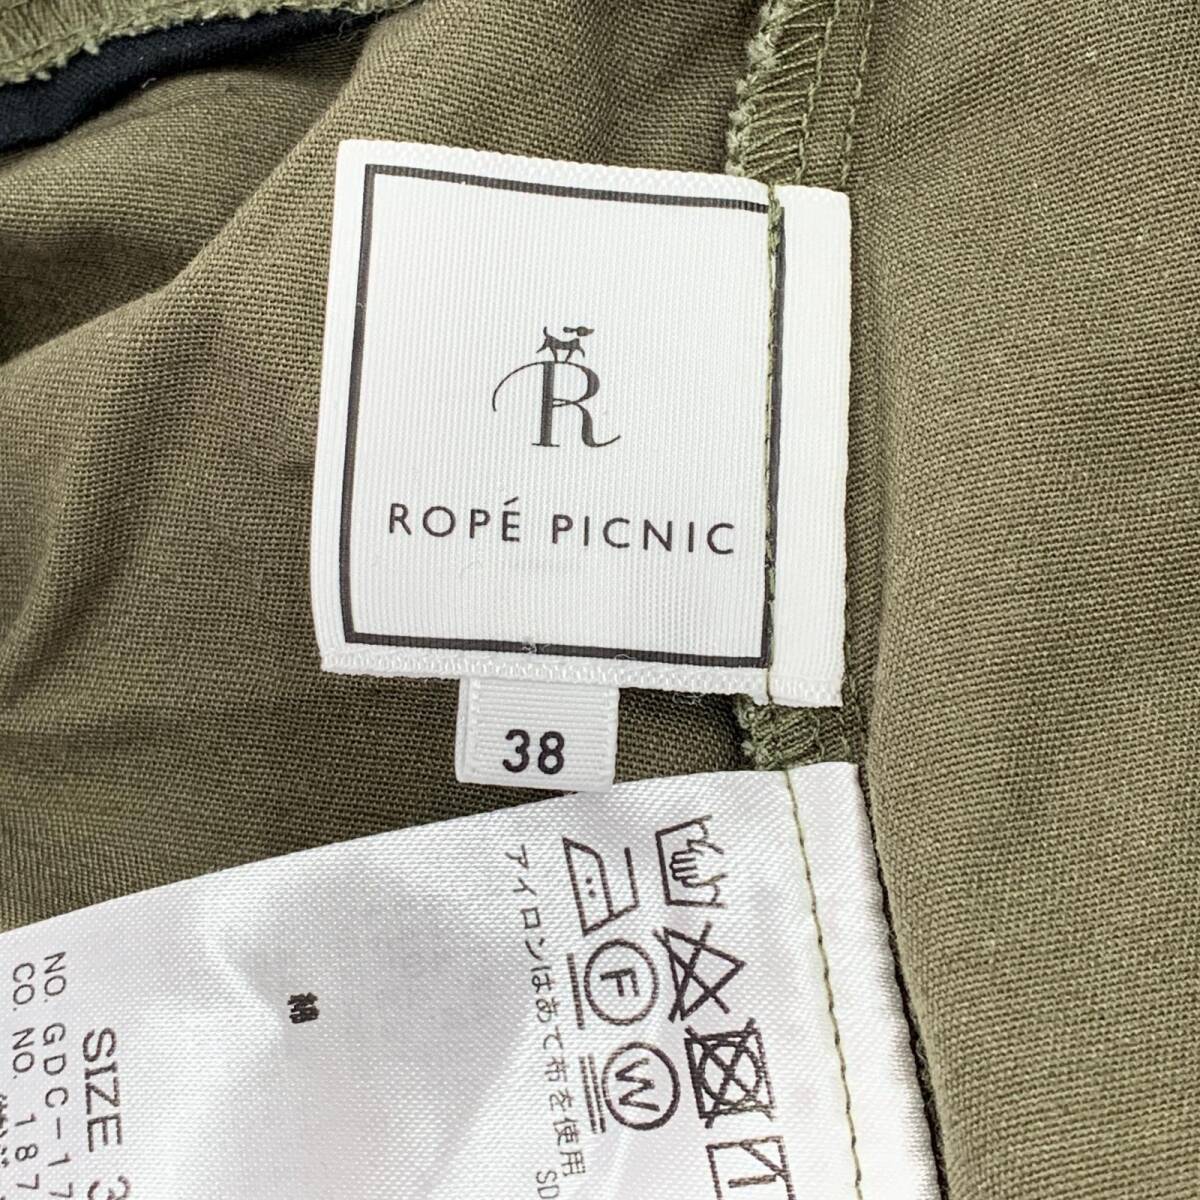 R
ROPÉ PICNIC
38
アイロンはあて布を使用
F
W
SD
綿
SIZE 3
NO. GDC-17
CO. NO. 187